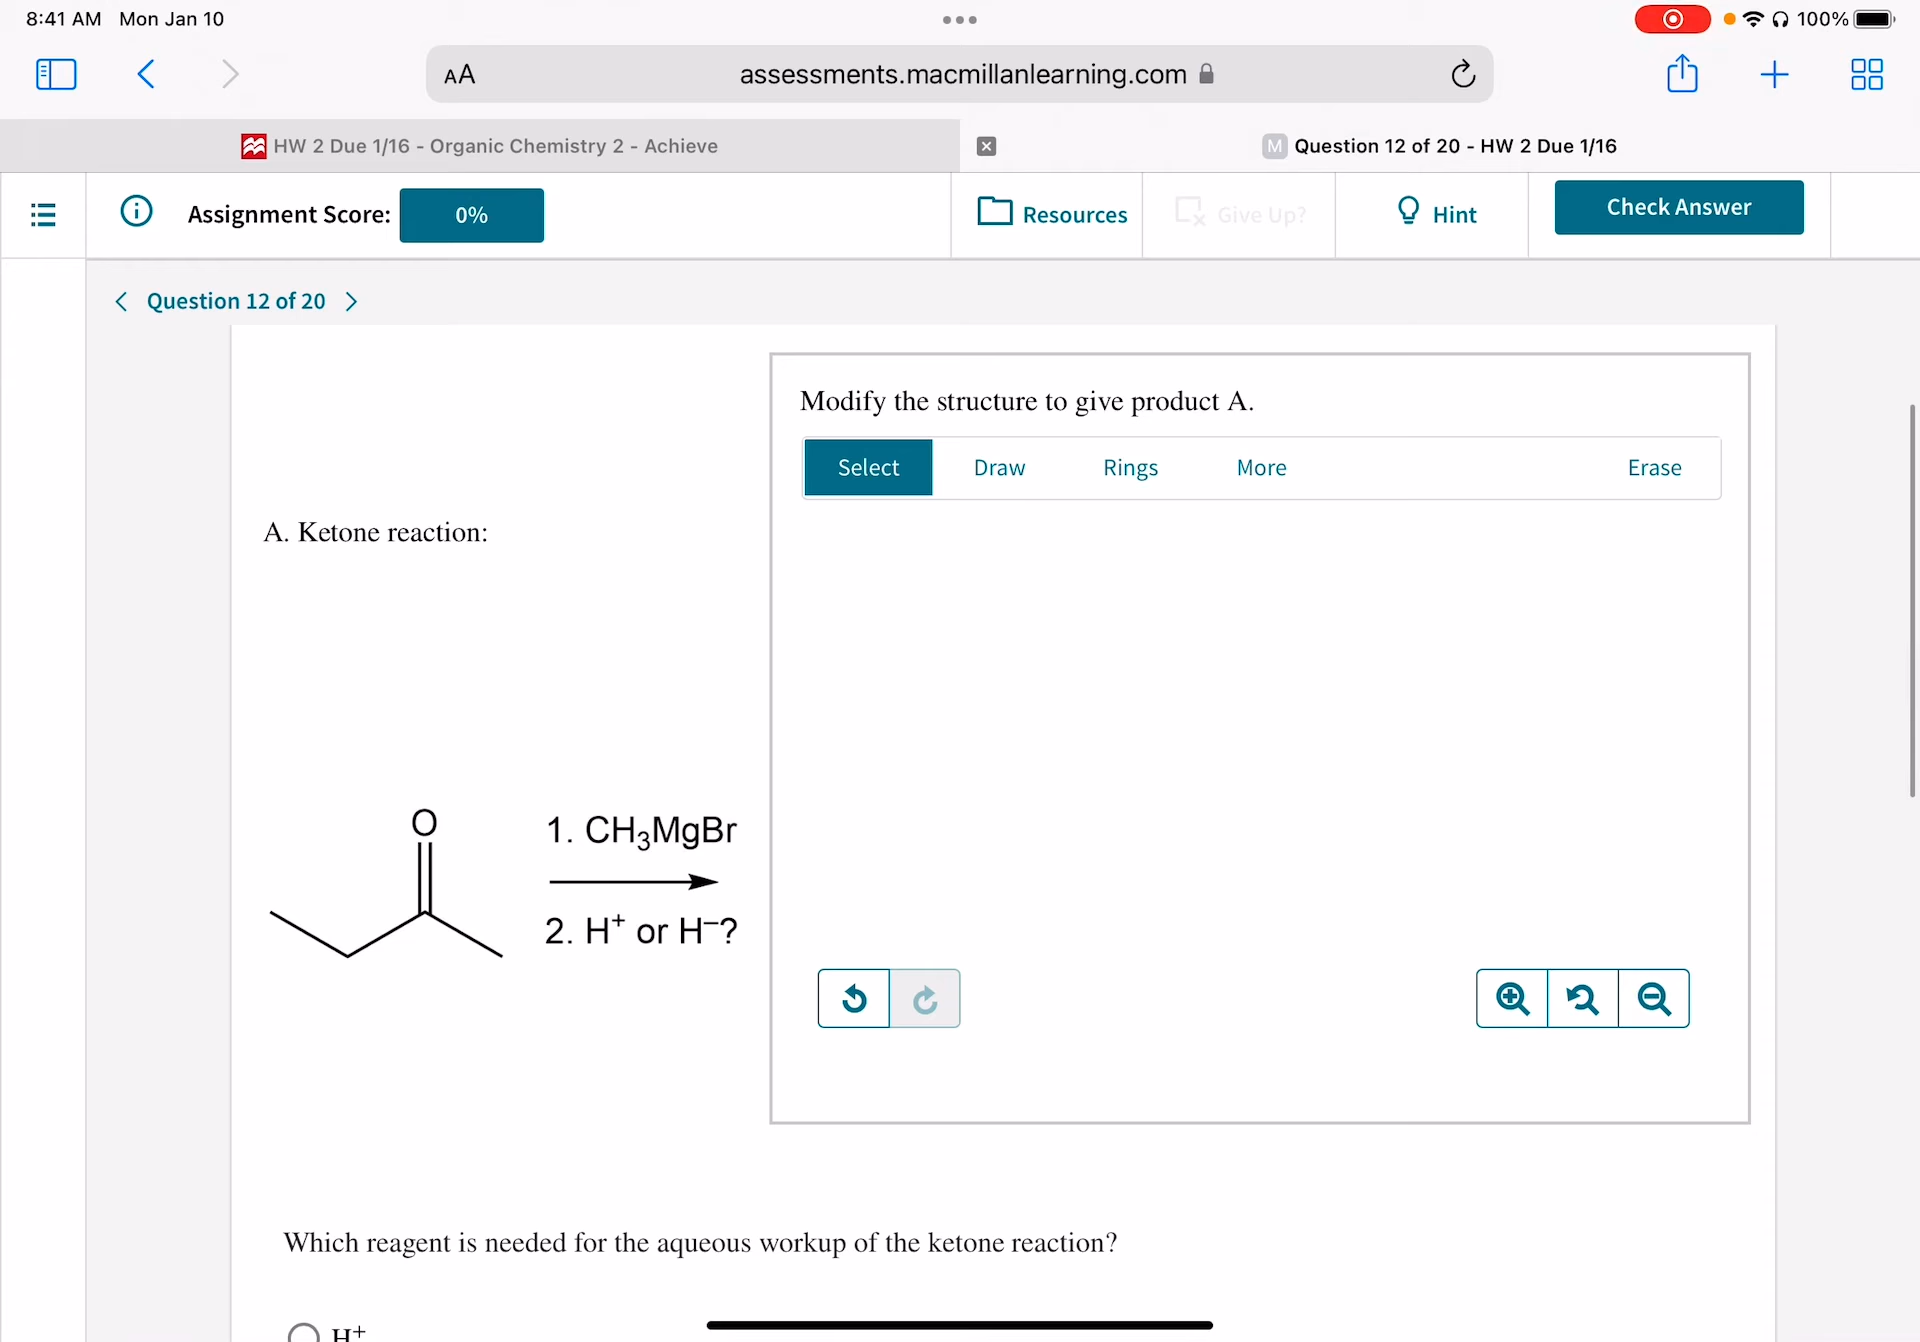 8:41 AM Mon Jan 10
100%
AA
assessments.macmillanlearning.com
HW 2 Due 1/16 - Organic Chemistry 2 - Achieve
M Question 12 of 20 - HW 2 Due 1/16
Assignment Score: 0%
Resources
Give Up?
Hint
Check Answer
Question 12 of 20
Modify the structure to give product A.
Select Draw Rings More Erase
A. Ketone reaction:
O
1. CH₃MgBr
2. H⁺ or H⁻?
Which reagent is needed for the aqueous workup of the ketone reaction?
H⁺